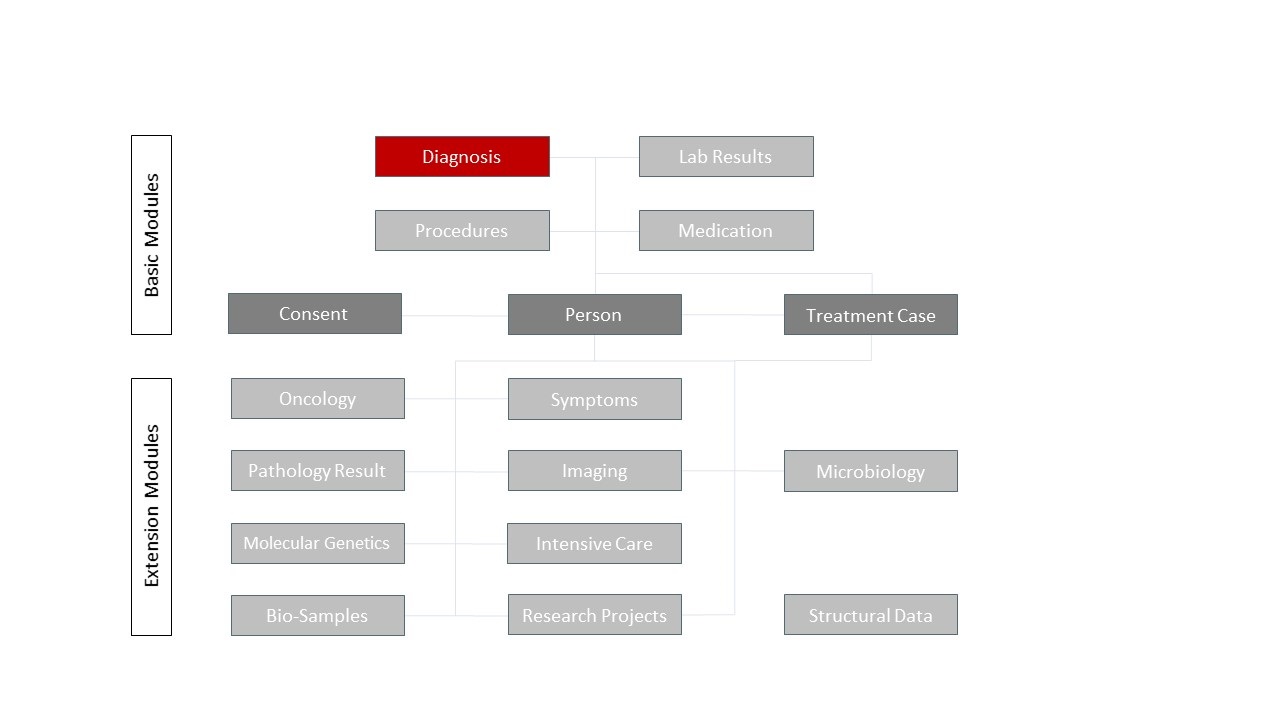 Basic Modules
Diagnosis
Lab Results
Procedures
Medication
Consent
Person
Treatment Case
Extension Modules
Oncology
Symptoms
Pathology Result
Imaging
Microbiology
Molecular Genetics
Intensive Care
Bio-Samples
Research Projects
Structural Data